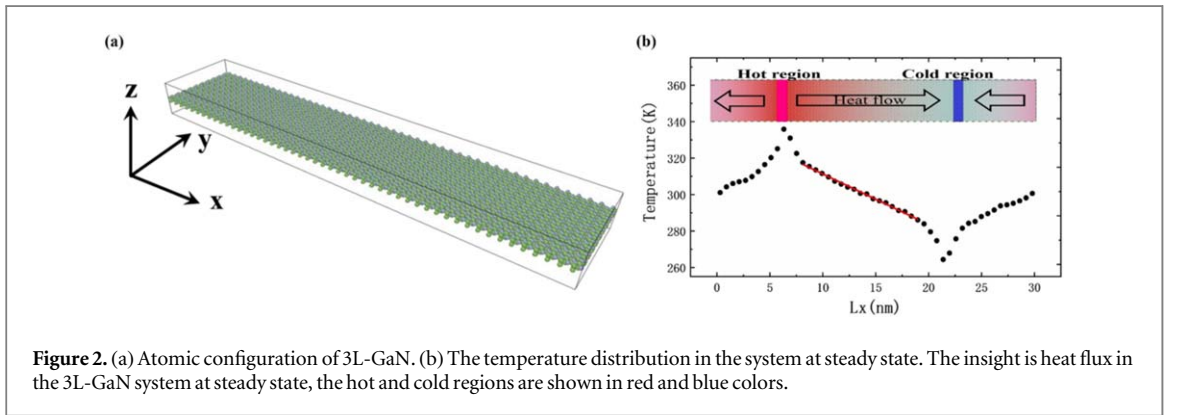 (a)
z
y
x
(b)
Hot region
Cold region
Heat flow
Temperature(K)
360
340
320
300
280
260
0
5
10
15
20
25
30
Lx(nm)
Figure 2. (a) Atomic configuration of 3L-GaN. (b) The temperature distribution in the system at steady state. The insight is heat flux in
the 3L-GaN system at steady state, the hot and cold regions are shown in red and blue colors.